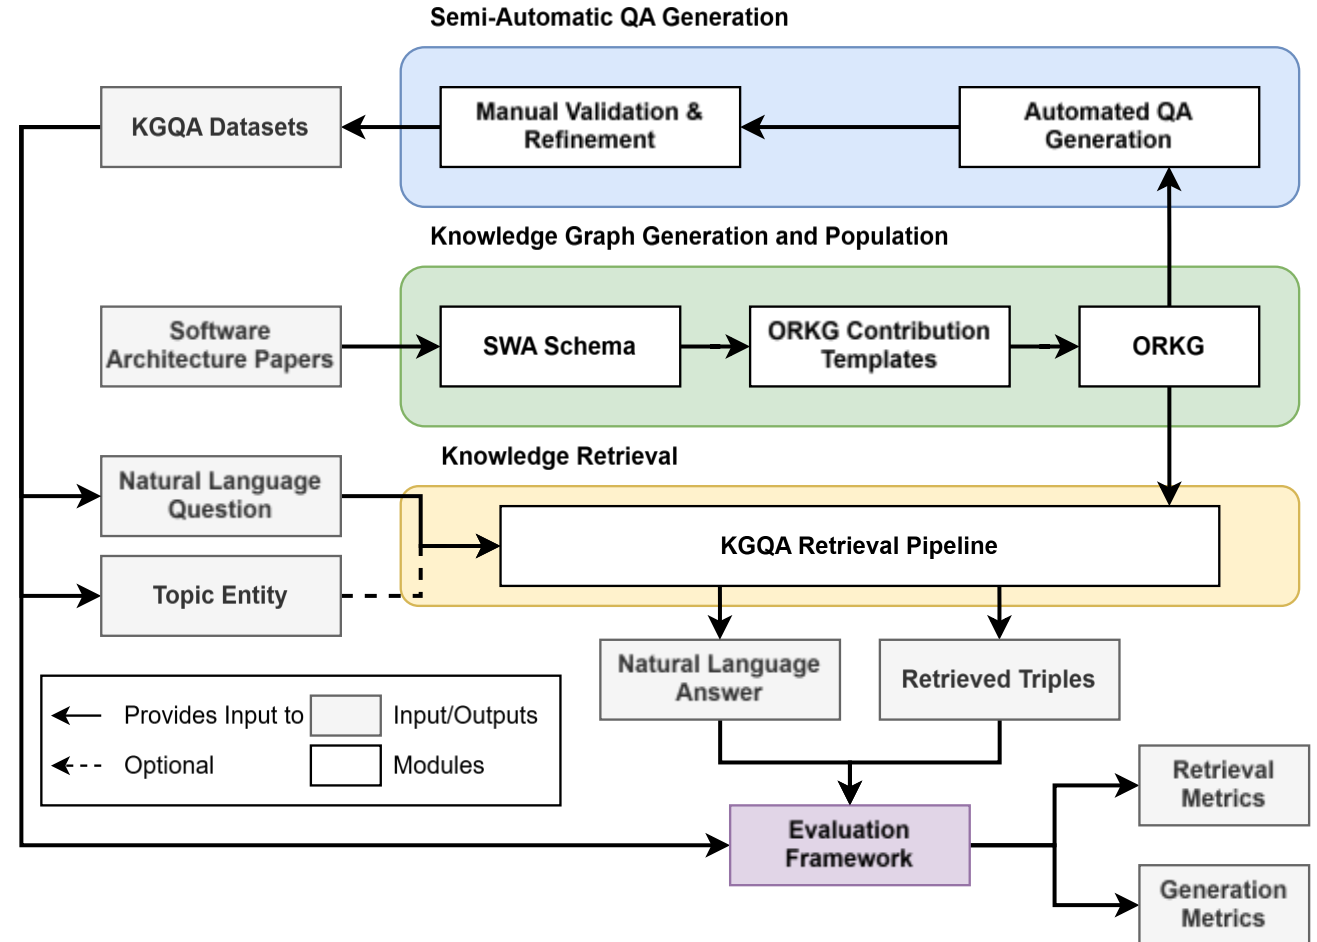 Semi-Automatic QA Generation
KGQA Datasets
Manual Validation &
Refinement
Automated QA
Generation
Knowledge Graph Generation and Population
Software
Architecture Papers
SWA Schema
ORKG Contribution
Templates
ORKG
Knowledge Retrieval
Natural Language
Question
KGQA Retrieval Pipeline
Topic Entity
Natural Language
Answer
Retrieved Triples
Provides Input to
Input/Outputs
Optional
Modules
Retrieval
Metrics
Evaluation
Framework
Generation
Metrics